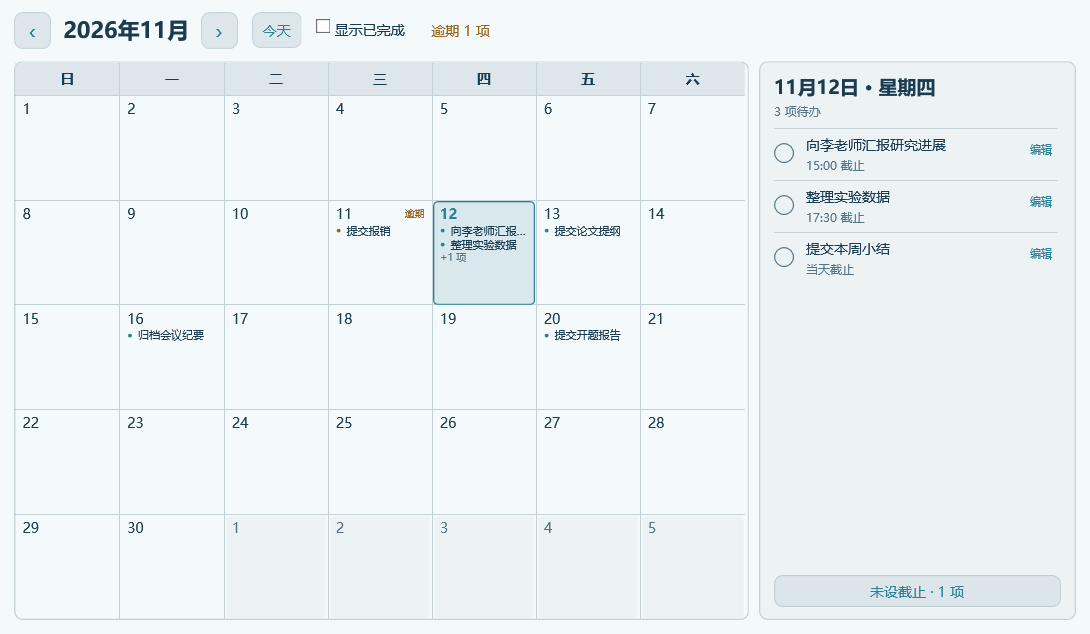 ‹ 2026年11月 › 今天 显示已完成 逾期 1 项
日 一 二 三 四 五 六
1 2 3 4 5 6 7
8 9 10 11 逾期 12 13 14
• 提交报销 • 向李老师汇报... • 提交论文提纲
• 整理实验数据
+1 项
15 16 17 18 19 20 21
• 归档会议纪要 • 提交开题报告
22 23 24 25 26 27 28
29 30 1 2 3 4 5
11月12日 • 星期四
3 项待办
向李老师汇报研究进展 编辑
15:00 截止
整理实验数据 编辑
17:30 截止
提交本周小结 编辑
当天截止
未设截止 · 1 项